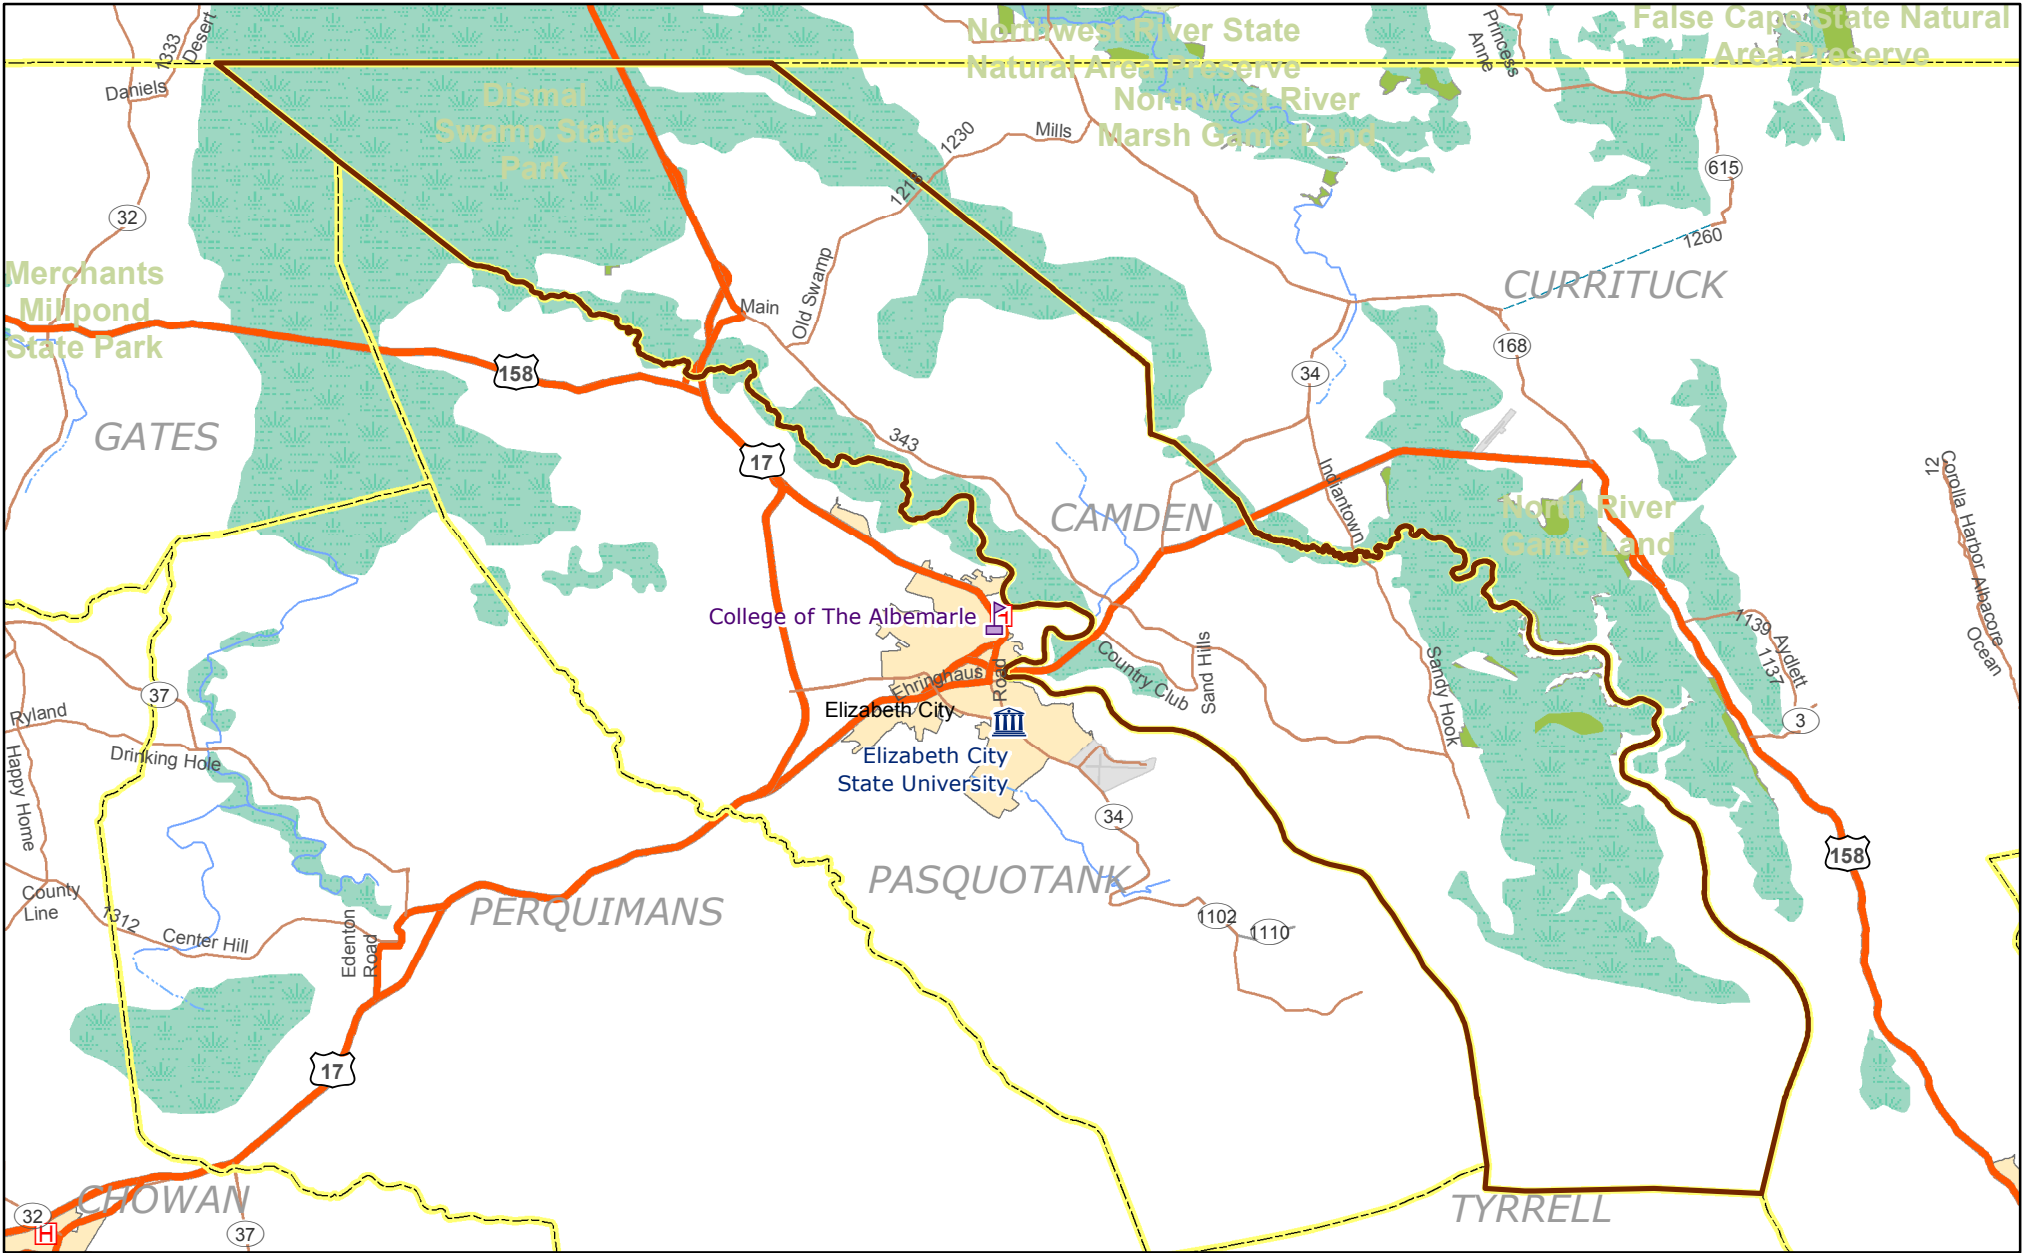 Northwest River State
Natural Area Preserve
False Cape State Natural
Area Preserve
1333
Desert
Daniels
Princess
Anne
Dismal
Swamp State
Park
Northwest River
Marsh Game Land
1230
Mills
1218
615
32
1260
CURRITUCK
Merchants
Millpond
State Park
Main
Old Swamp
158
168
34
GATES
343
17
12
Corolla Harbor Albacore
Ocean
Indiantown
CAMDEN
North River
Game Land
College of The Albemarle
H
1139
Aydlett
1137
Sand Hills
Country Club
Sandy Hook
Ehringhaus
Road
37
Ryland
Elizabeth City
3
Happy Home
Drinking Hole
Elizabeth City
State University
34
158
PASQUOTANK
County
Line
1312
Center Hill
Edenton
Road
PERQUIMANS
1102
1110
17
CHOWAN
32
H
37
TYRRELL